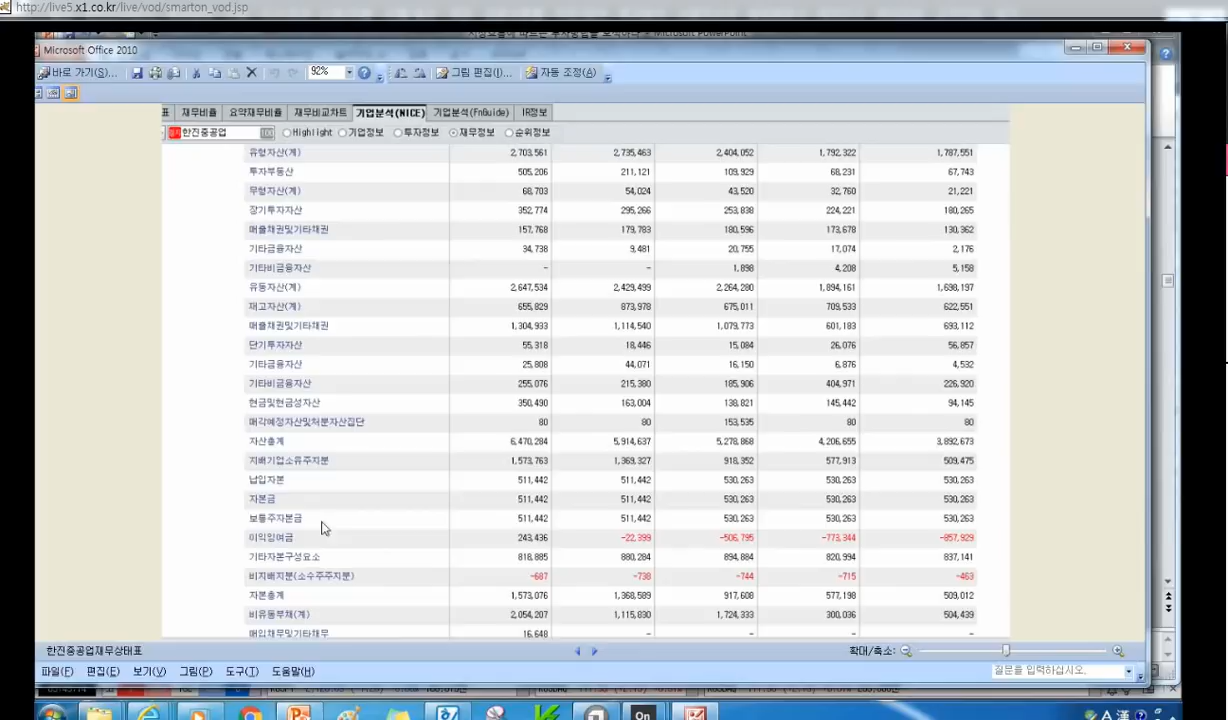 http://live5.x1.co.kr/live/vod/smarton_vod.jsp
Microsoft Office 2010
바로 가기(S)... 92% 그림 편집(I)... 자동 조정(A)
표 재무비율 요약재무비율 재무비교차트 기업분석(NICE) 기업분석(FnGuide) IR정보
한진중공업 Highlight 기업정보 투자정보 재무정보 순위정보
유형자산(계) 2,703,561 2,735,463 2,404,052 1,792,322 1,787,551
투자부동산 505,206 211,121 109,929 68,231 67,743
무형자산(계) 68,703 54,024 43,520 32,760 21,221
장기투자자산 352,774 295,266 253,838 224,221 180,265
매출채권및기타채권 157,768 179,783 180,596 173,678 130,362
기타금융자산 34,738 9,481 20,755 17,074 2,176
기타비금융자산 - - 1,898 4,208 5,158
유동자산(계) 2,647,534 2,429,499 2,264,280 1,894,161 1,698,197
재고자산(계) 655,829 873,978 675,011 709,533 622,551
매출채권및기타채권 1,304,933 1,114,540 1,079,773 601,183 693,112
단기투자자산 55,318 18,446 15,084 26,076 56,857
기타금융자산 25,808 44,071 16,150 6,876 4,532
기타비금융자산 255,076 215,380 185,906 404,971 226,920
현금및현금성자산 350,490 163,004 138,821 145,442 94,145
매각예정자산및처분자산집단 80 80 153,535 80 80
자산총계 6,470,284 5,914,637 5,278,868 4,206,655 3,892,673
지배기업소유주지분 1,573,763 1,369,327 918,352 577,913 509,475
납입자본 511,442 511,442 530,263 530,263 530,263
자본금 511,442 511,442 530,263 530,263 530,263
보통주자본금 511,442 511,442 530,263 530,263 530,263
이익잉여금 243,436 -22,399 -506,795 -773,344 -857,929
기타자본구성요소 818,885 880,284 894,884 820,994 837,141
비지배지분(소수주주지분) -687 -738 -744 -715 -463
자본총계 1,573,076 1,368,589 917,608 577,198 509,012
비유동부채(계) 2,054,207 1,115,830 1,724,333 300,036 504,439
매입채무및기타채무 16,648 - - - -
한진중공업재무상태표 확대/축소:
파일(F) 편집(E) 보기(V) 그림(P) 도구(T) 도움말(H) 질문을 입력하십시오.
On A 漢